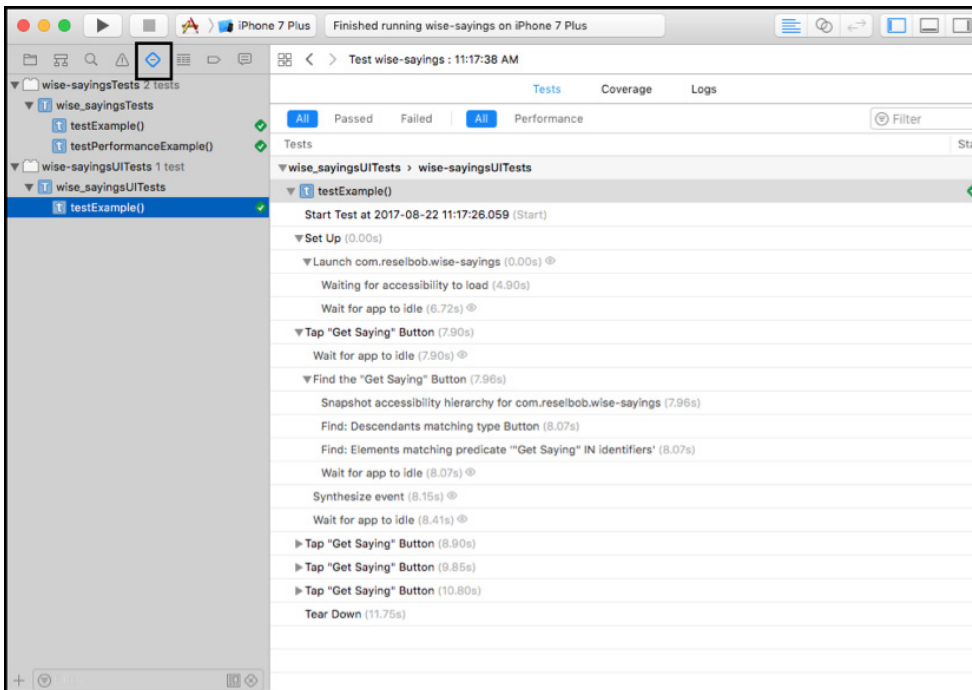 iPhone 7 Plus
Finished running wise-sayings on iPhone 7 Plus
Test wise-sayings : 11:17:38 AM
wise-sayingsTests 2 tests
wise_sayingsTests
testExample()
testPerformanceExample()
wise-sayingsUITests 1 test
wise_sayingsUITests
testExample()
Tests Coverage Logs
All Passed Failed All Performance Filter
Tests
wise_sayingsUITests › wise-sayingsUITests
testExample()
Start Test at 2017-08-22 11:17:26.059 (Start)
Set Up (0.00s)
Launch com.reselbob.wise-sayings (0.00s)
Waiting for accessibility to load (4.90s)
Wait for app to idle (6.72s)
Tap "Get Saying" Button (7.90s)
Wait for app to idle (7.90s)
Find the "Get Saying" Button (7.96s)
Snapshot accessibility hierarchy for com.reselbob.wise-sayings (7.96s)
Find: Descendants matching type Button (8.07s)
Find: Elements matching predicate '"Get Saying" IN identifiers' (8.07s)
Wait for app to idle (8.07s)
Synthesize event (8.15s)
Wait for app to idle (8.41s)
Tap "Get Saying" Button (8.90s)
Tap "Get Saying" Button (9.85s)
Tap "Get Saying" Button (10.80s)
Tear Down (11.75s)